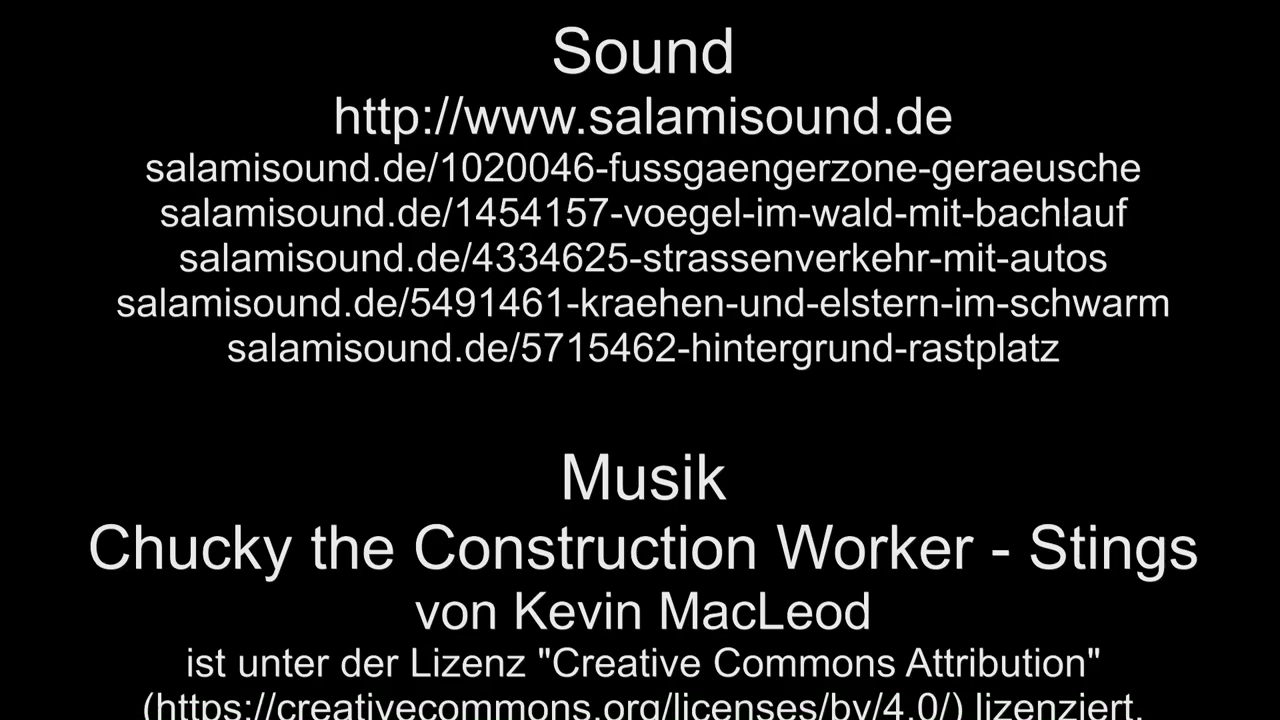 Sound
http://www.salamisound.de
salamisound.de/1020046-fussgaengerzone-geraeusche
salamisound.de/1454157-voegel-im-wald-mit-bachlauf
salamisound.de/4334625-strassenverkehr-mit-autos
salamisound.de/5491461-kraehen-und-elstern-im-schwarm
salamisound.de/5715462-hintergrund-rastplatz
Musik
Chucky the Construction Worker - Stings
von Kevin MacLeod
ist unter der Lizenz "Creative Commons Attribution"
(https://creativecommons.org/licenses/by/4.0/) lizenziert.